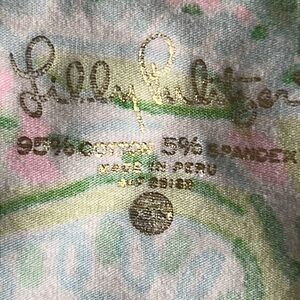 Lilly Pulitzer
95% COTTON 5% SPANDEX
MADE IN PERU